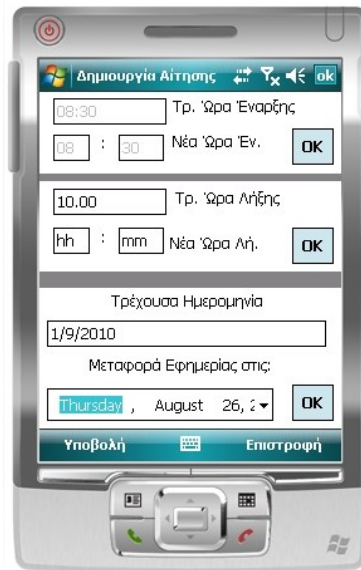 Δημιουργία Αίτησης ok
08:30 Τρ. Ώρα Έναρξης
08 : 30 Νέα Ώρα Έν. OK
10.00 Τρ. Ώρα Λήξης
hh : mm Νέα Ώρα Λή. OK
Τρέχουσα Ημερομηνία
1/9/2010
Μεταφορά Εφημερίας στις:
Thursday , August 26, 2 OK
Υποβολή Επιστροφή